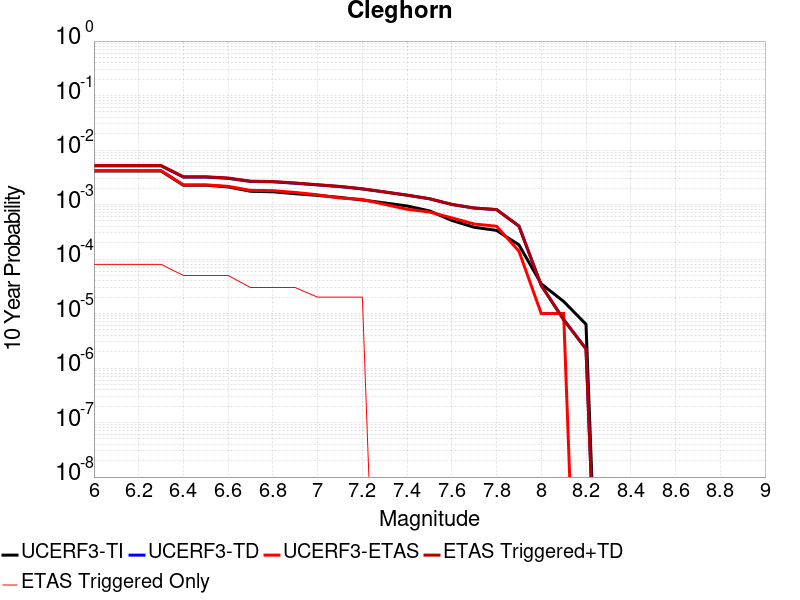 Cleghorn
10 Year Probability
10^0
10^-1
10^-2
10^-3
10^-4
10^-5
10^-6
10^-7
10^-8
6 6.2 6.4 6.6 6.8 7 7.2 7.4 7.6 7.8 8 8.2 8.4 8.6 8.8 9
Magnitude
UCERF3-TI UCERF3-TD UCERF3-ETAS ETAS Triggered+TD
ETAS Triggered Only